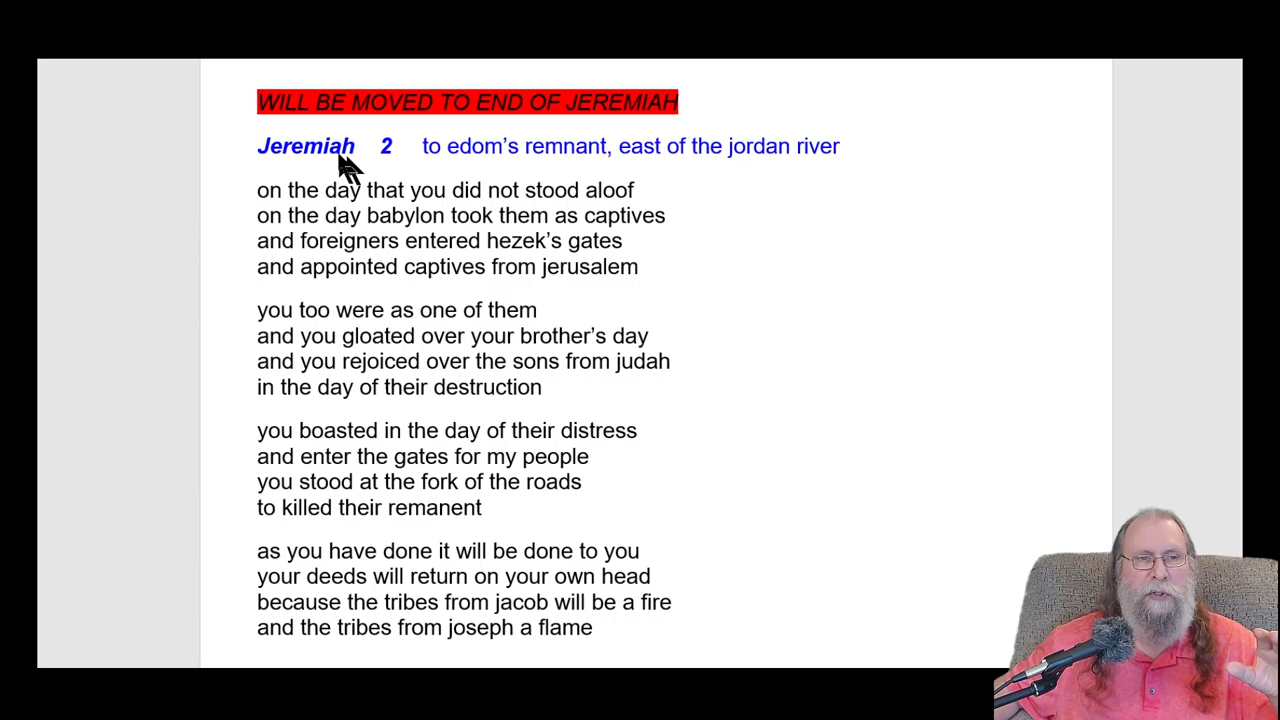 WILL BE MOVED TO END OF JEREMIAH
Jeremiah 2 to edom's remnant, east of the jordan river
on the day that you did not stood aloof
on the day babylon took them as captives
and foreigners entered hezek's gates
and appointed captives from jerusalem
you too were as one of them
and you gloated over your brother's day
and you rejoiced over the sons from judah
in the day of their destruction
you boasted in the day of their distress
and enter the gates for my people
you stood at the fork of the roads
to killed their remanent
as you have done it will be done to you
your deeds will return on your own head
because the tribes from jacob will be a fire
and the tribes from joseph a flame